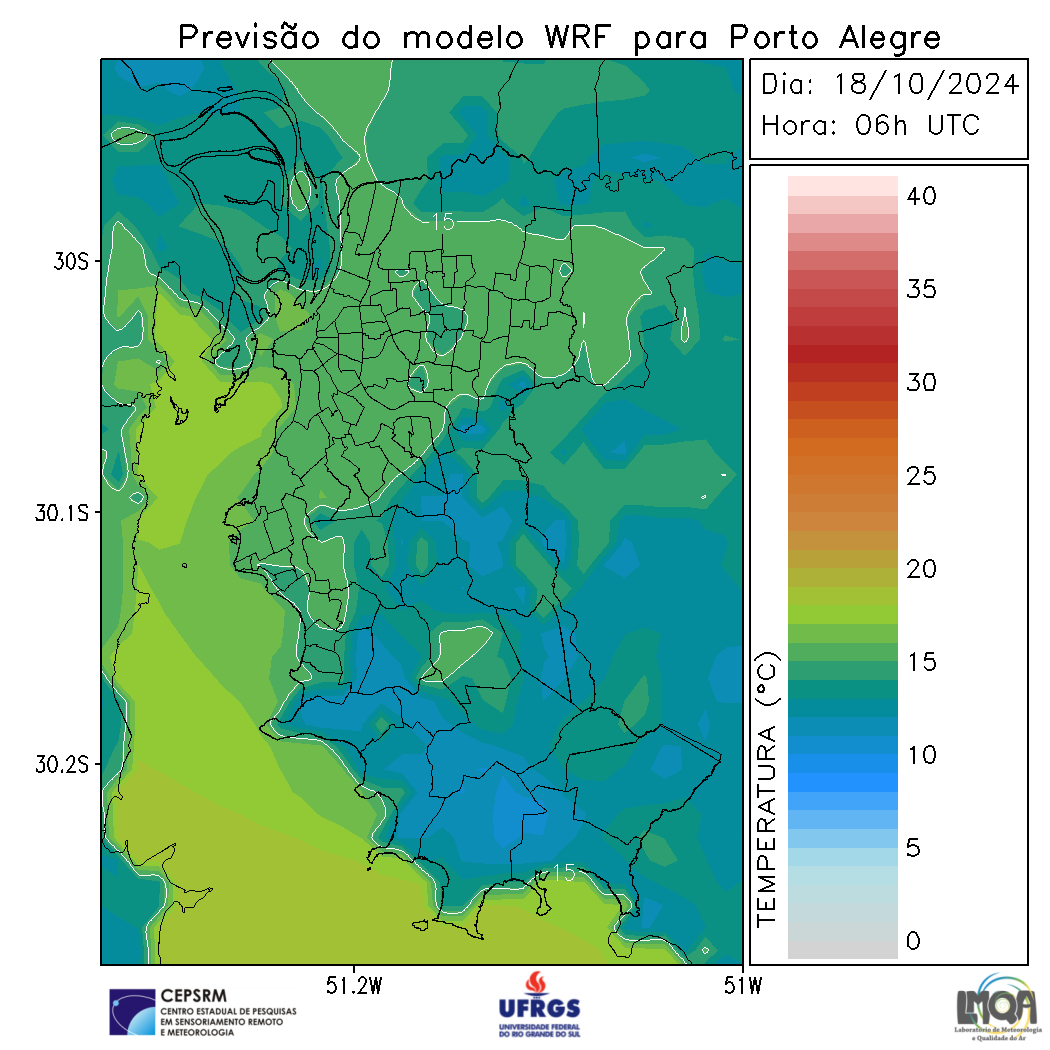 Previsão do modelo WRF para Porto Alegre
Dia: 18/10/2024
Hora: 06h UTC
15
15
30S
30.1S
30.2S
51.2W
51W
TEMPERATURA (°C)
40
35
30
25
20
15
10
5
0
CEPSRM
CENTRO ESTADUAL DE PESQUISAS
EM SENSORIAMENTO REMOTO
E METEOROLOGIA
UFRGS
UNIVERSIDADE FEDERAL
DO RIO GRANDE DO SUL
LMQA
Laboratório de Meteorologia
e Qualidade do Ar